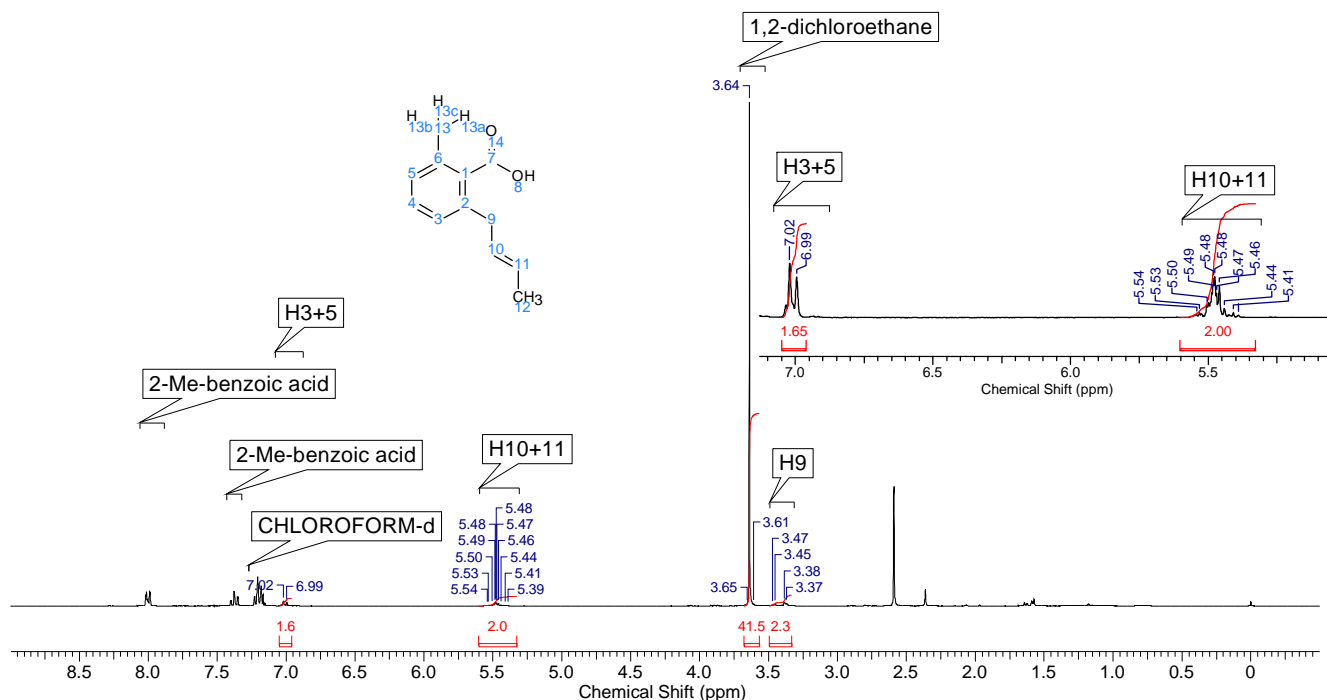 1,2-dichloroethane
3.64
H
13c
H
H
13b
13
13a
O
14
6
7
5
1
OH
8
4
2
3
9
10
11
CH3
12
H3+5
7.02
6.99
H10+11
5.54
5.53
5.50
5.49
5.48
5.48
5.47
5.46
5.44
5.41
1.65
2.00
7.0 6.5 6.0 5.5
Chemical Shift (ppm)
H3+5
2-Me-benzoic acid
2-Me-benzoic acid
H10+11
H9
CHLOROFORM-d
7.02 6.99
5.48
5.48 5.47
5.49 5.46
5.50 5.44
5.53 5.41
5.54 5.39
3.65
3.61
3.47
3.45
3.38
3.37
1.6 2.0 41.5 2.3
8.5 8.0 7.5 7.0 6.5 6.0 5.5 5.0 4.5 4.0 3.5 3.0 2.5 2.0 1.5 1.0 0.5 0
Chemical Shift (ppm)